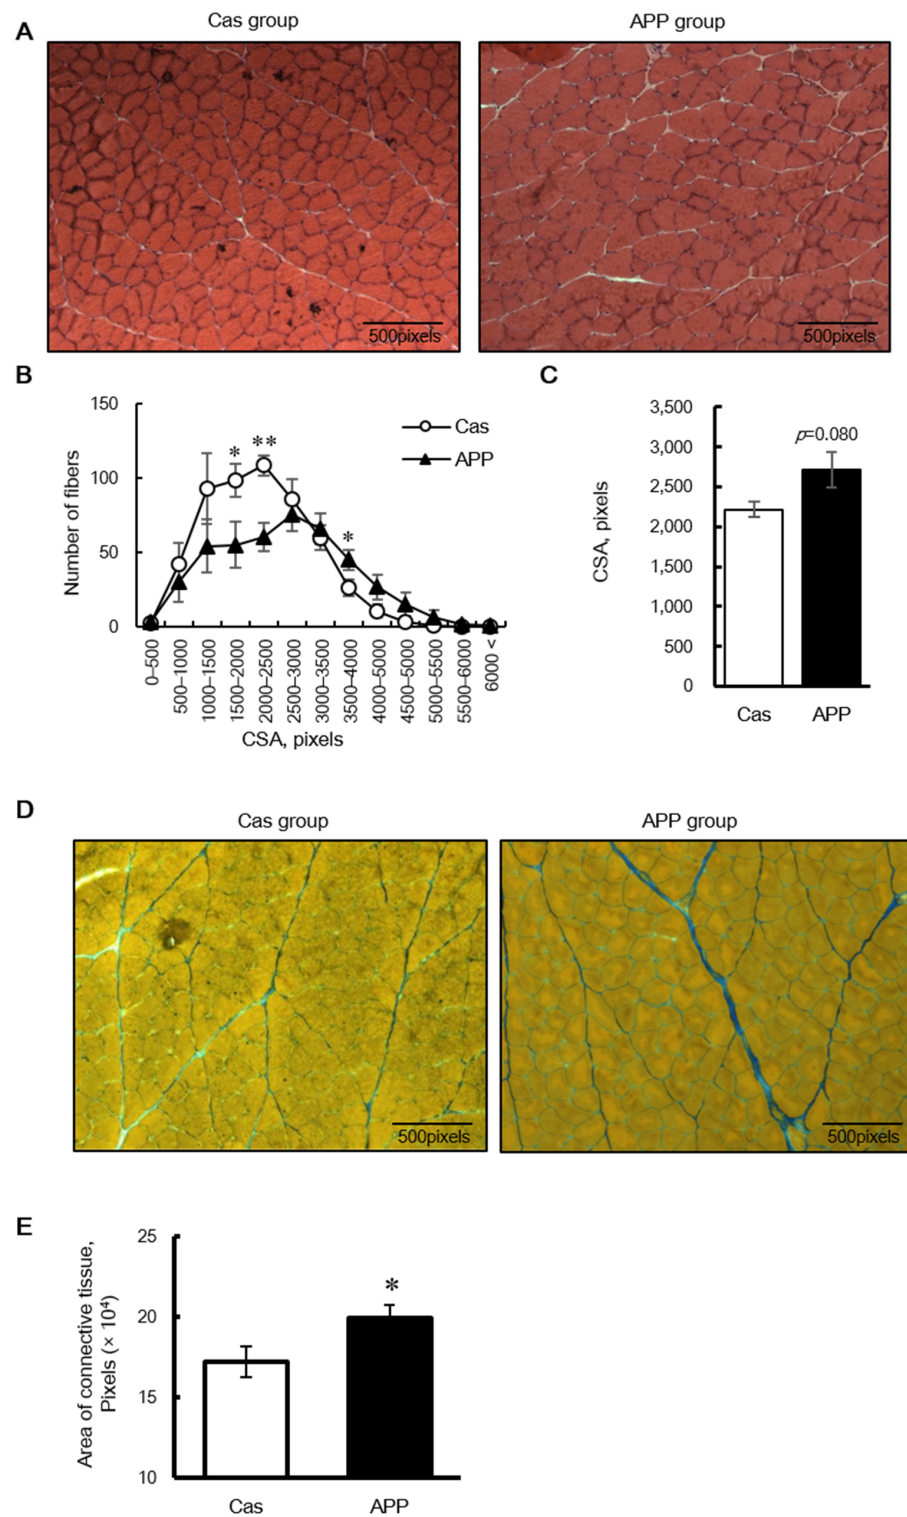 A
Cas group
APP group
500pixels
500pixels
B
150
100
50
0
Number of fibers
*
**
*
Cas
APP
0–500
500–1000
1000–1500
1500–2000
2000–2500
2500–3000
3000–3500
3500–4000
4000–5000
4500–5000
5000–5500
5500–6000
6000 <
CSA, pixels
C
3,500
3,000
2,500
2,000
1,500
1,000
500
0
CSA, pixels
p=0.080
Cas
APP
D
Cas group
APP group
500pixels
500pixels
E
25
20
15
10
Area of connective tissue,
Pixels (× 10⁴)
*
Cas
APP